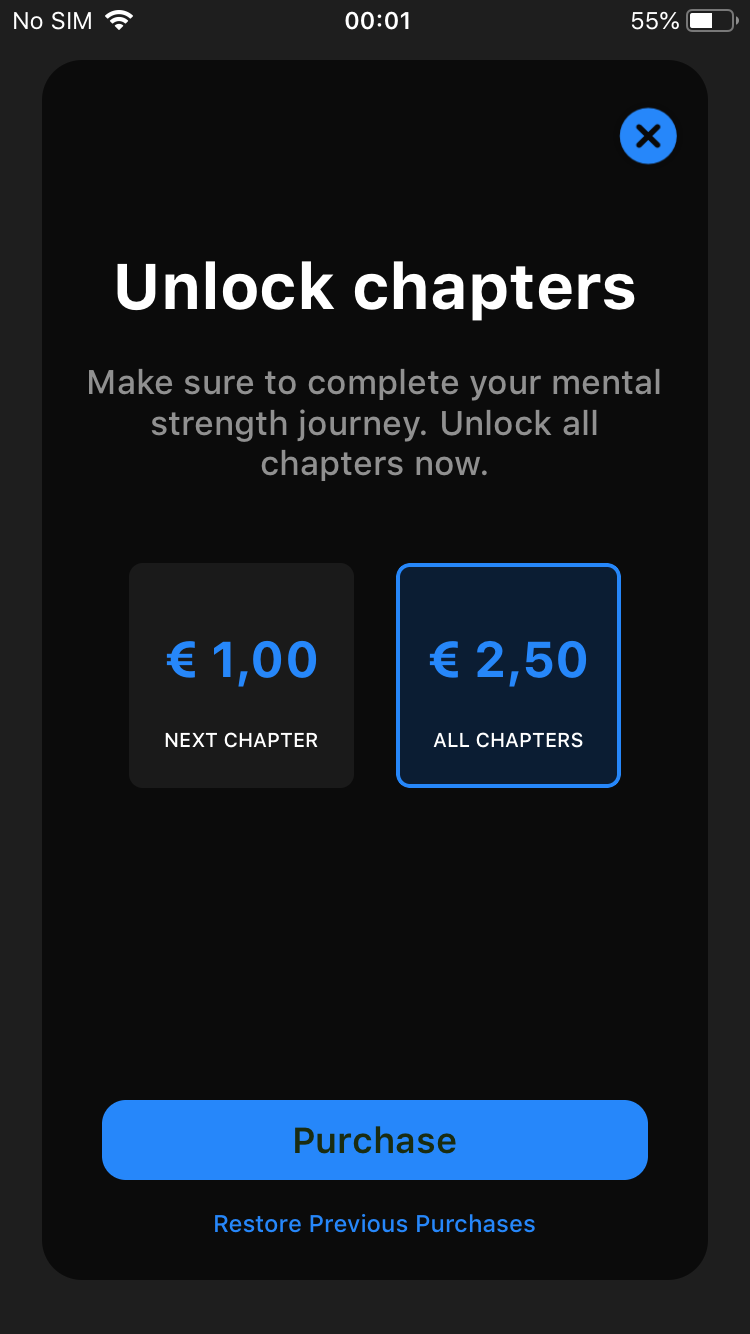 No SIM 00:01 55%
Unlock chapters
Make sure to complete your mental
strength journey. Unlock all
chapters now.
€ 1,00 € 2,50
NEXT CHAPTER ALL CHAPTERS
Purchase
Restore Previous Purchases